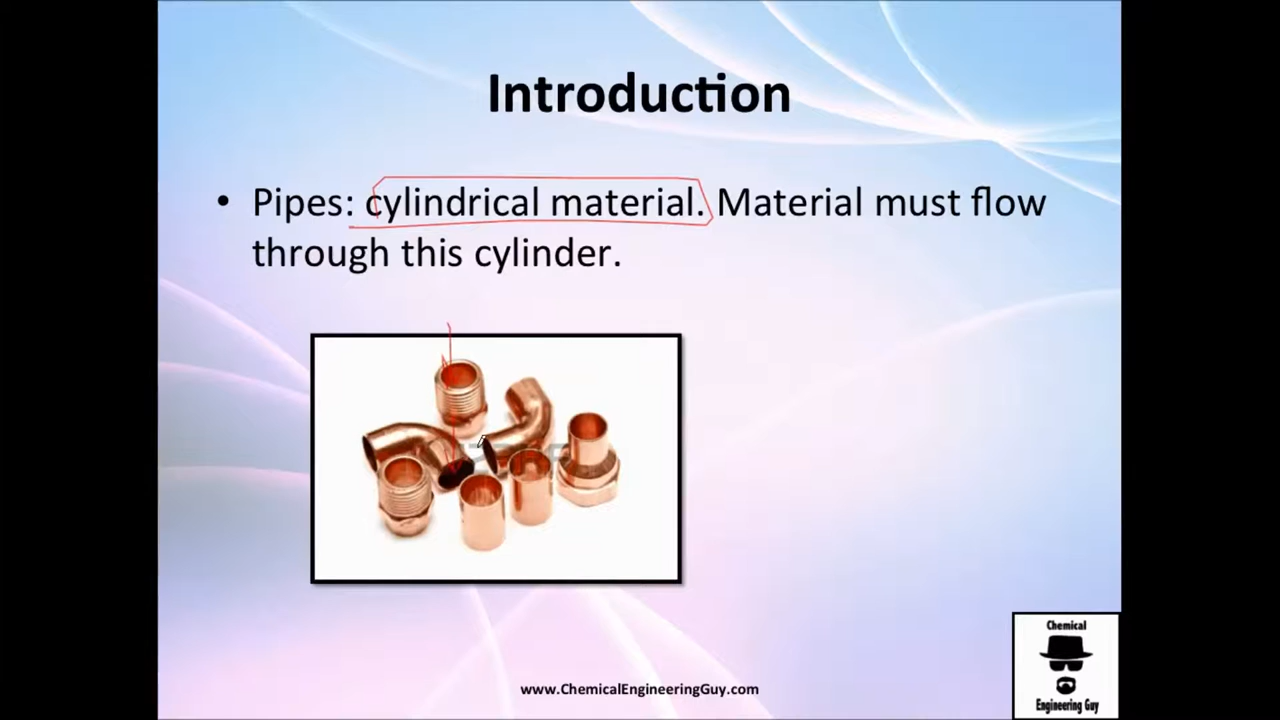 Introduction
• Pipes: cylindrical material. Material must flow
through this cylinder.
Chemical
Engineering Guy
www.ChemicalEngineeringGuy.com